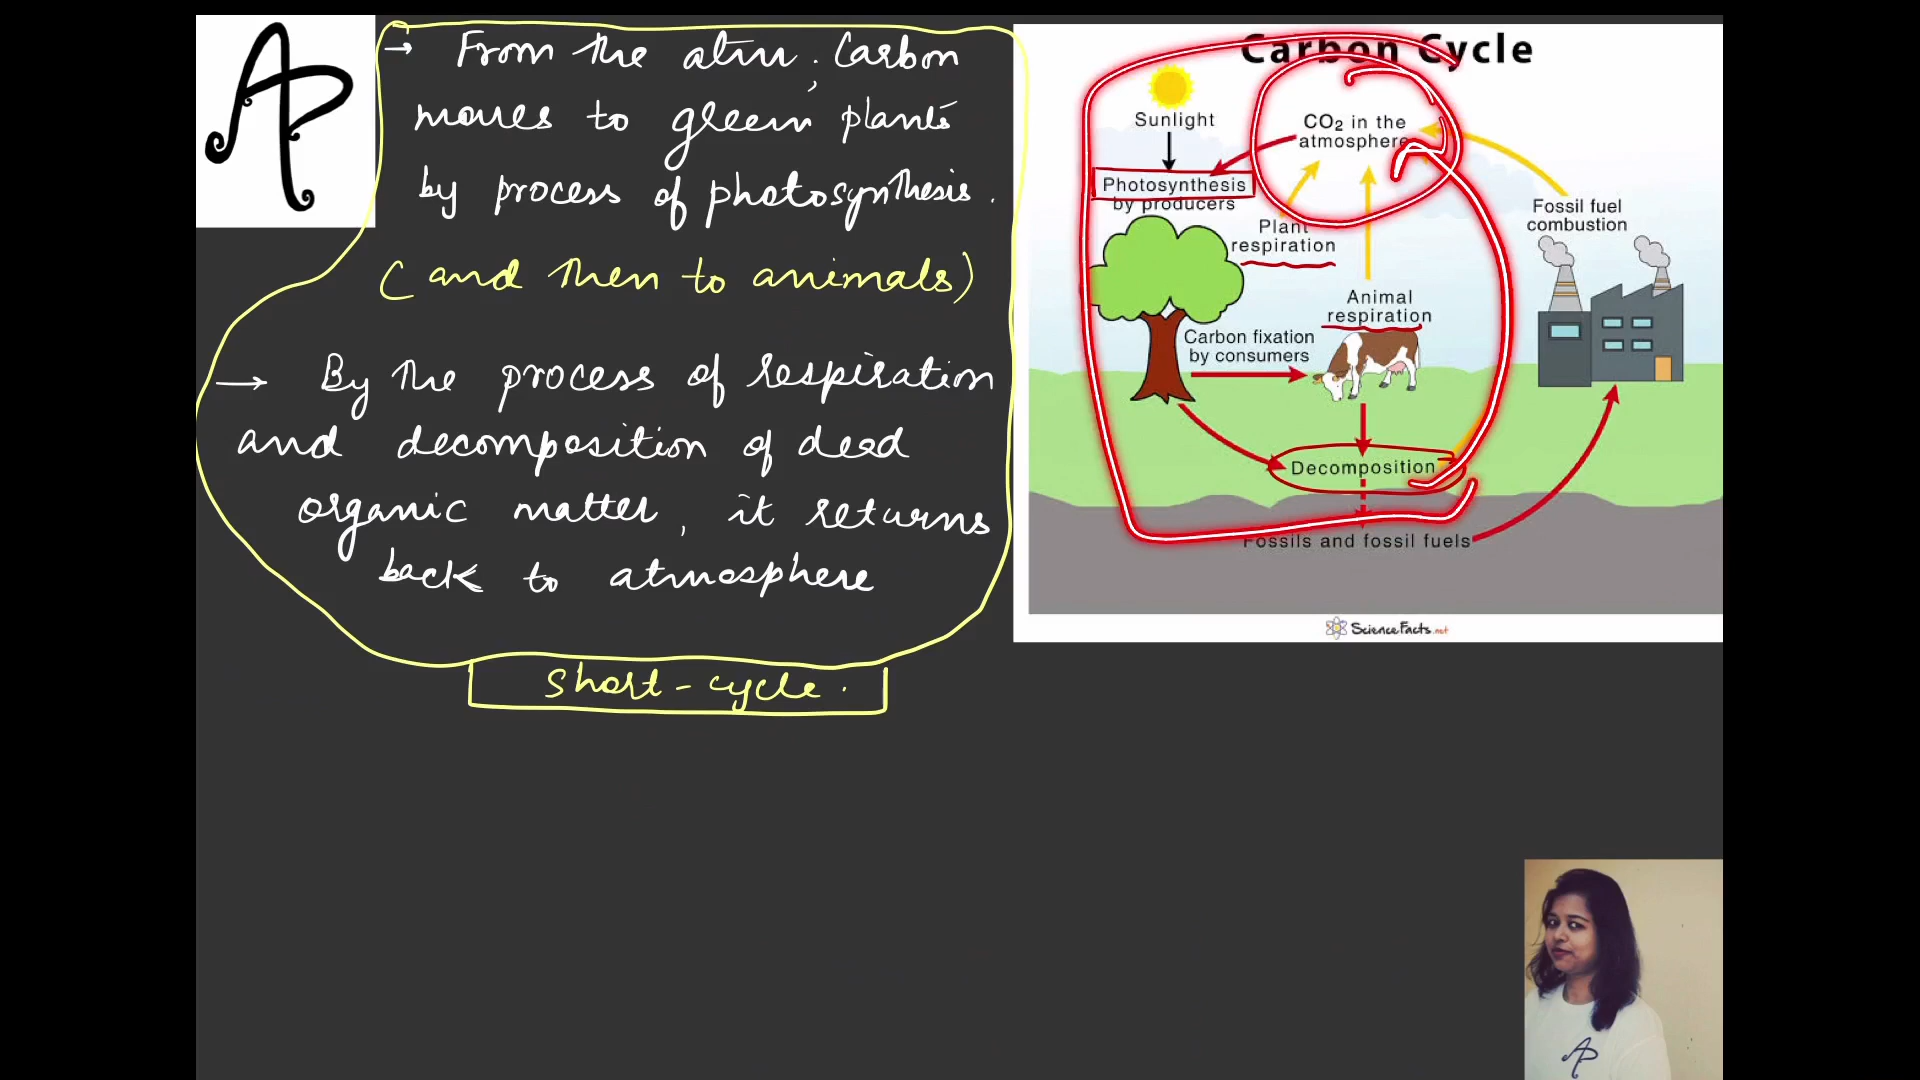 AP
→ From the atm; Carbon
moves to green plants
by process of photosynthesis.
(and then to animals)
→ By the process of respiration
and decomposition of dead
organic matter, it returns
back to atmosphere
Short-cycle.
Carbon Cycle
Sunlight
CO₂ in the
atmosphere
Photosynthesis
by producers
Plant
respiration
Fossil fuel
combustion
Animal
respiration
Carbon fixation
by consumers
Decomposition
Fossils and fossil fuels
ScienceFacts.net
AP